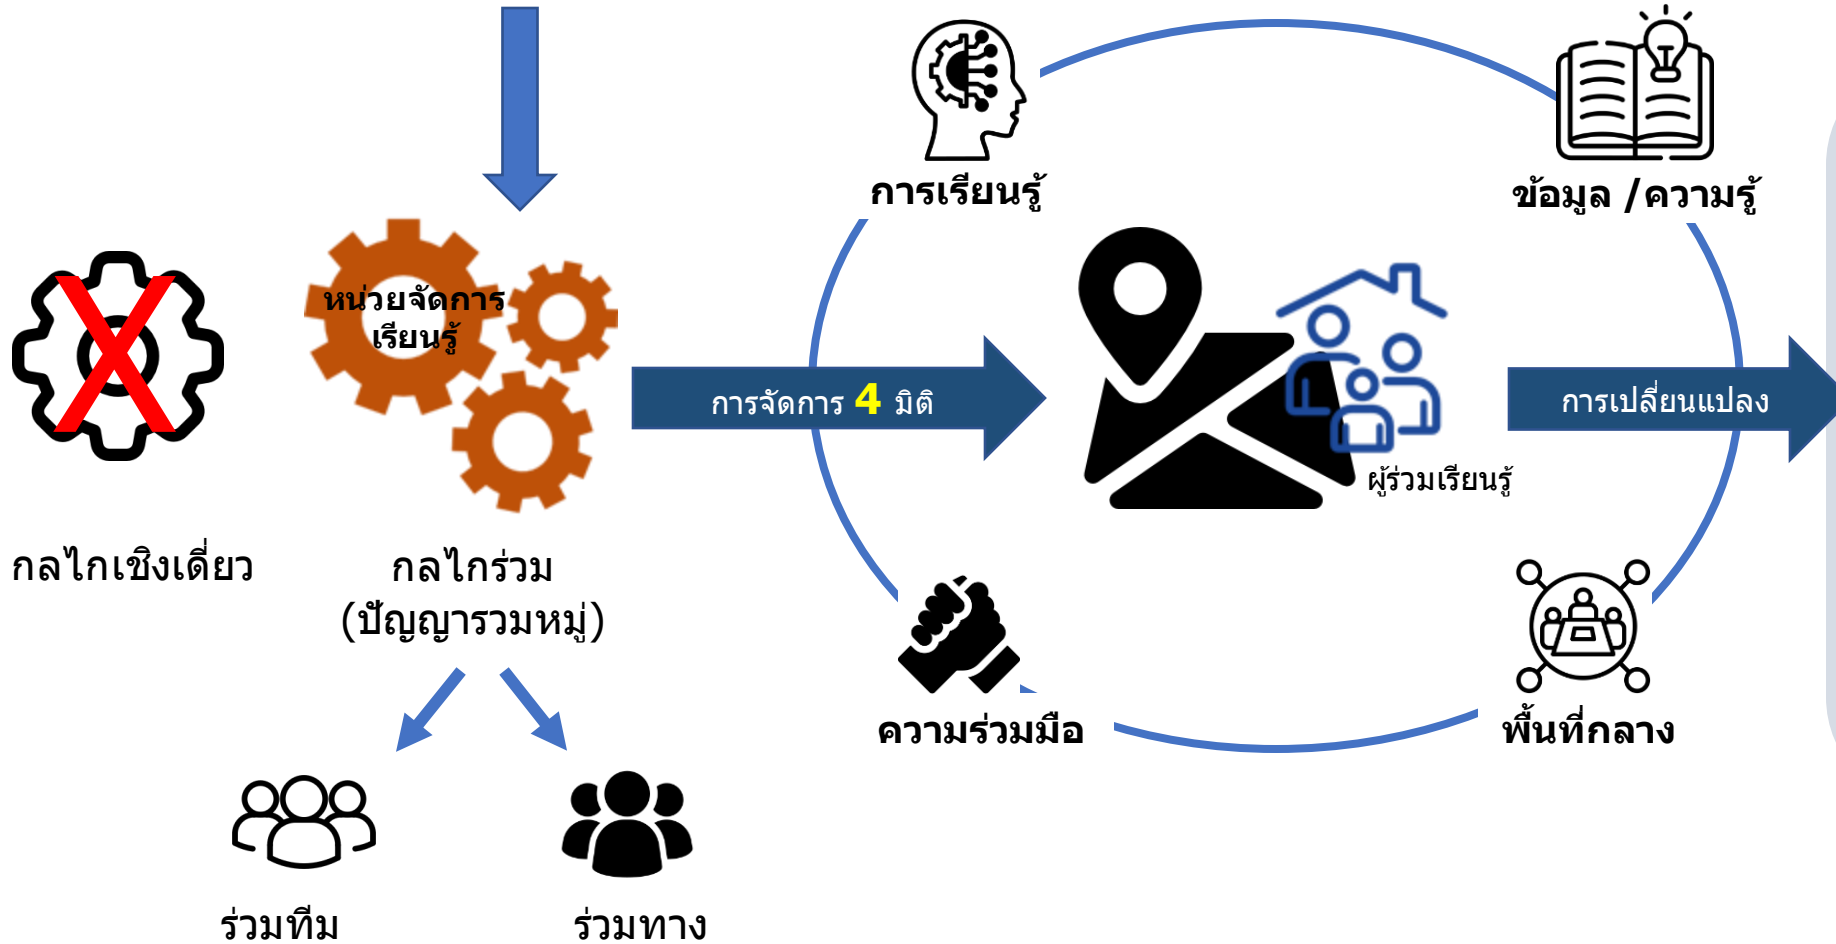 การเรียนรู้
ข้อมูล /ความรู้
หน่วยจัดการ
เรียนรู้
การจัดการ 4 มิติ
การเปลี่ยนแปลง
ผู้ร่วมเรียนรู้
กลไกเชิงเดี่ยว
กลไกร่วม
(ปัญญารวมหมู่)
ความร่วมมือ
พื้นที่กลาง
ร่วมทีม
ร่วมทาง